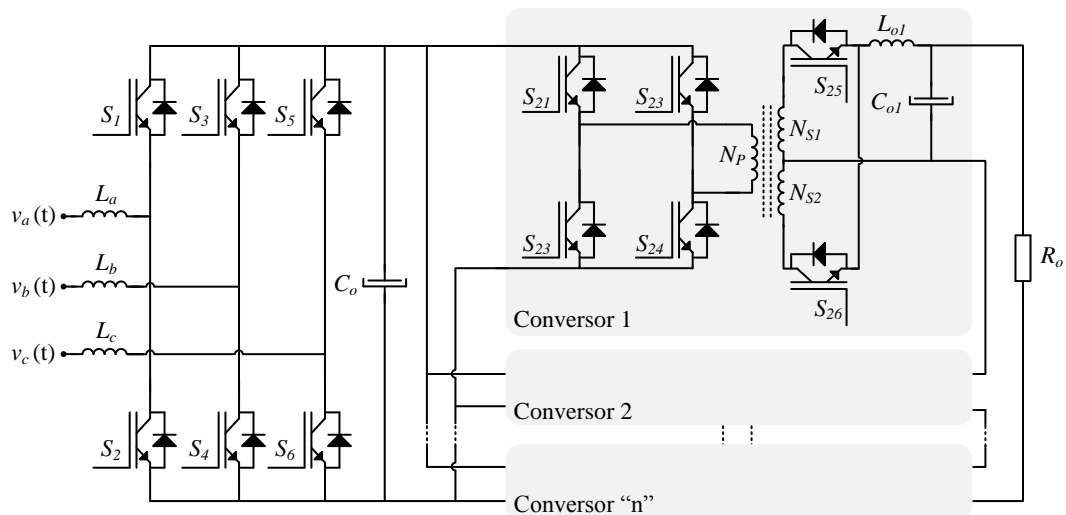 S1
S3
S5
La
va(t)
Lb
vb(t)
Lc
vc(t)
S2
S4
S6
Co
S21
S23
S23
S24
NP
NS1
NS2
S25
S26
Lo1
Co1
Ro
Conversor 1
Conversor 2
Conversor “n”